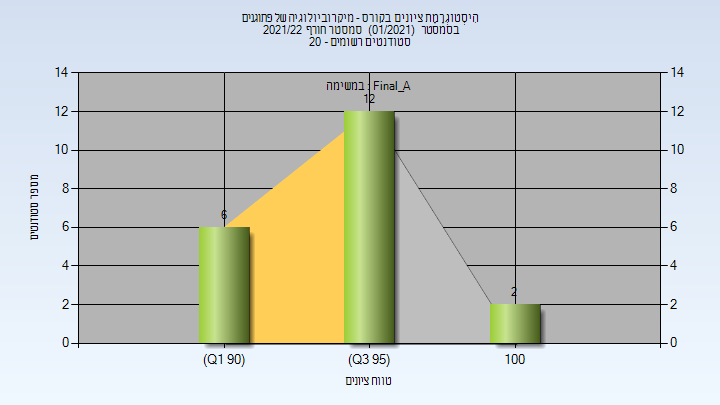 היסטוגרמת ציונים בקורס - מיקרוביולוגיה של פתוגנים
בסמסטר (01/2021) סמסטר חורף 2021/22
סטודנטים רשומים - 20
במשימה : Final_A
14
12
10
8
6
4
2
0
14
12
10
8
6
4
2
0
6
12
2
מספר סטודנטים
(Q1 90)
(Q3 95)
100
טווח ציונים